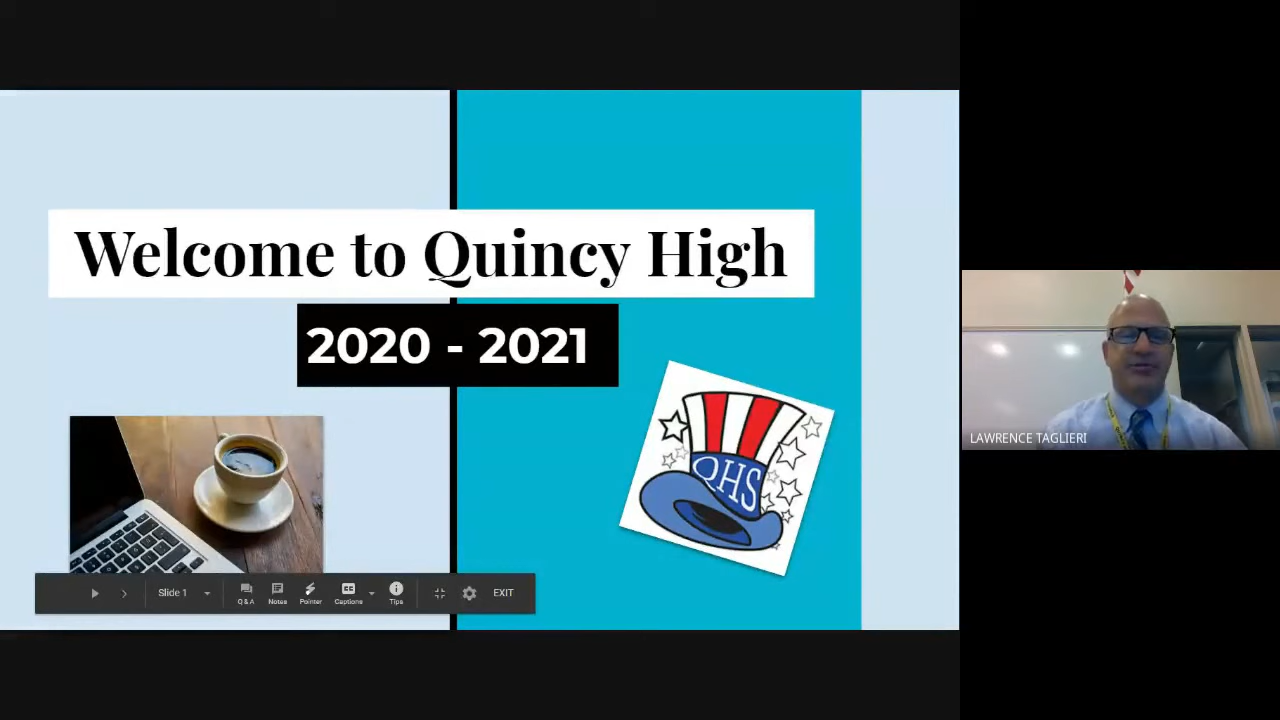 Welcome to Quincy High
2020 - 2021
QHS
Slide 1
Q & A
Notes
Pointer
Captions
Tips
EXIT
LAWRENCE TAGLIERI